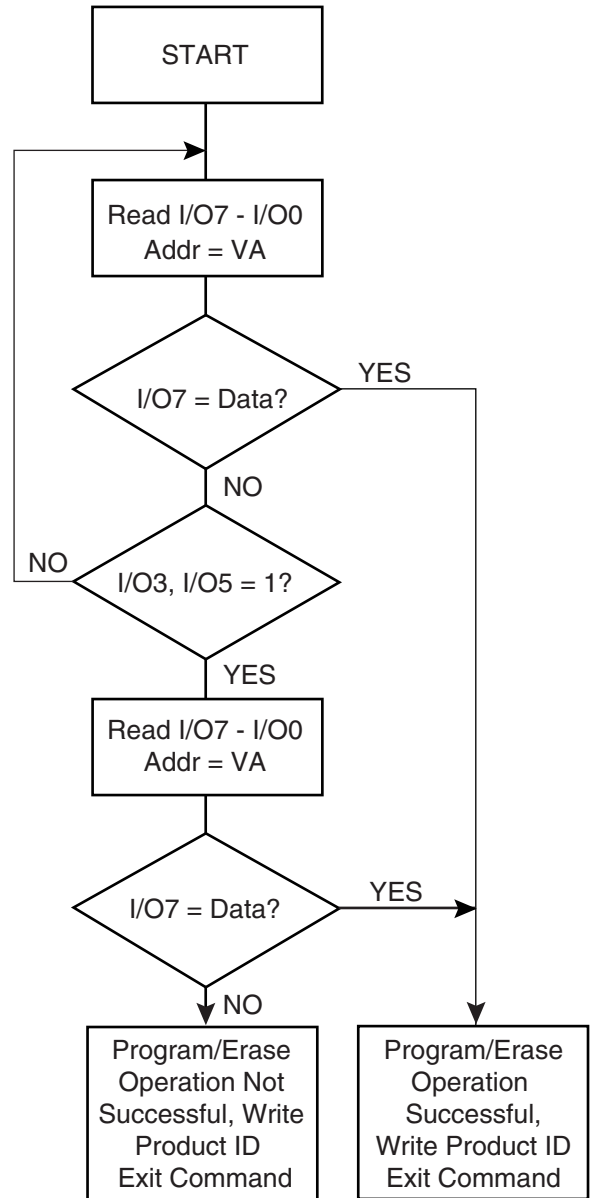 START
Read I/O7 - I/O0
Addr = VA
I/O7 = Data?
YES
NO
I/O3, I/O5 = 1?
NO
YES
Read I/O7 - I/O0
Addr = VA
I/O7 = Data?
YES
NO
Program/Erase
Operation Not
Successful, Write
Product ID
Exit Command
Program/Erase
Operation
Successful,
Write Product ID
Exit Command